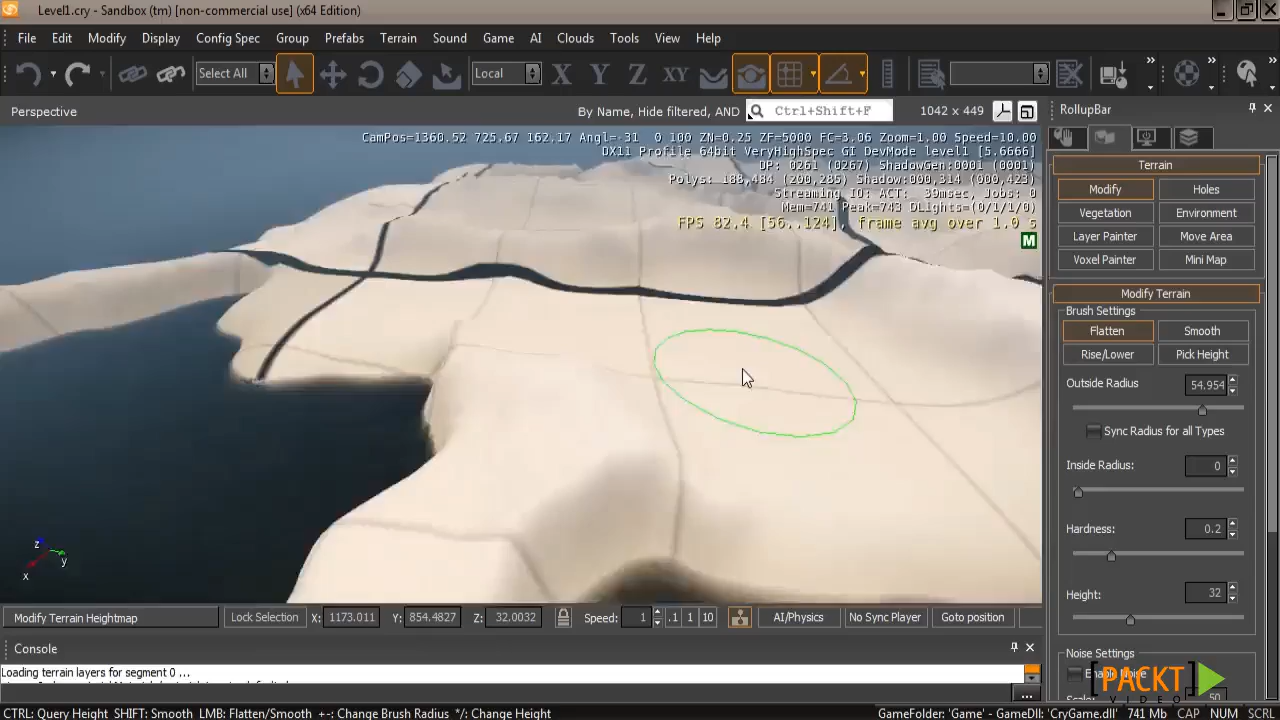 Level1.cry - Sandbox (tm) [non-commercial use] (x64 Edition)
File Edit Modify Display Config Spec Group Prefabs Terrain Sound Game AI Clouds Tools View Help
Select All Local X Y Z XY
Perspective By Name, Hide filtered, AND Ctrl+Shift+F 1042 x 449
RollupBar
CamPos=1360.52 725.67 162.17 Angl=-31 0 100 ZN=0.25 ZF=5000 FC=3.06 Zoom=1.00 Speed=10.00
DX11 Profile 64bit VeryHighSpec GI DevMode level1 [5.6666]
DP: 0261 (0267) ShadowGen:0001 (0001)
Polys: 188,484 (200,285) Shadow:000,314 (000,423)
Streaming IO: ACT: 39msec, Jobs: 0
Mem=741 Peak=743 DLights=(0/1/1/0)
FPS 82.4 [56..124], frame avg over 1.0 s
M
Terrain
Modify Holes
Vegetation Environment
Layer Painter Move Area
Voxel Painter Mini Map
Modify Terrain
Brush Settings
Flatten Smooth
Rise/Lower Pick Height
Outside Radius 54.954
Sync Radius for all Types
Inside Radius: 0
Hardness: 0.2
Height: 32
Noise Settings
z
y
x
Modify Terrain Heightmap Lock Selection X: 1173.011 Y: 854.4827 Z: 32.0032 Speed: 1 .1 1 10 AI/Physics No Sync Player Goto position
Console
Loading terrain layers for segment 0 ...
...
50
[PACKT]
VIDEO
CTRL: Query Height SHIFT: Smooth LMB: Flatten/Smooth +-: Change Brush Radius */: Change Height
GameFolder: 'Game' - GameDll: 'CryGame.dll' 741 Mb CAP NUM SCRL